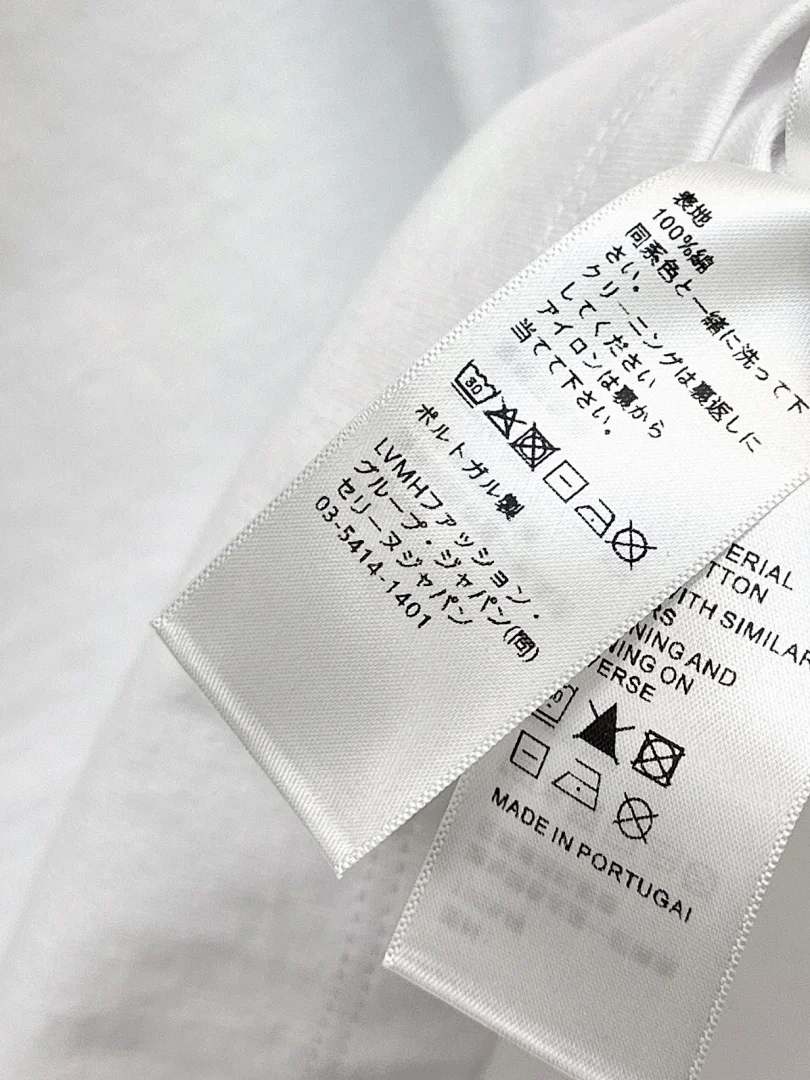 表地
100%綿
同系色と一緒に洗って下
さい。
クリーニングは裏返しに
してください
アイロンは裏から
当てて下さい。
30
ポルトガル製
LVMHファッション・
グループ・ジャパン(問)
セリーヌジャパン
03-5414-1401
ERIAL
TTON
WITH SIMILAR
RS
NING AND
NING ON
VERSE
MADE IN PORTUGAL